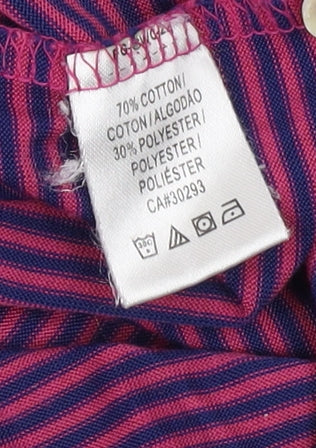 70% COTTON/
COTON/ALGODÃO
30% POLYESTER/
POLYESTER/
POLIÉSTER
CA#30293